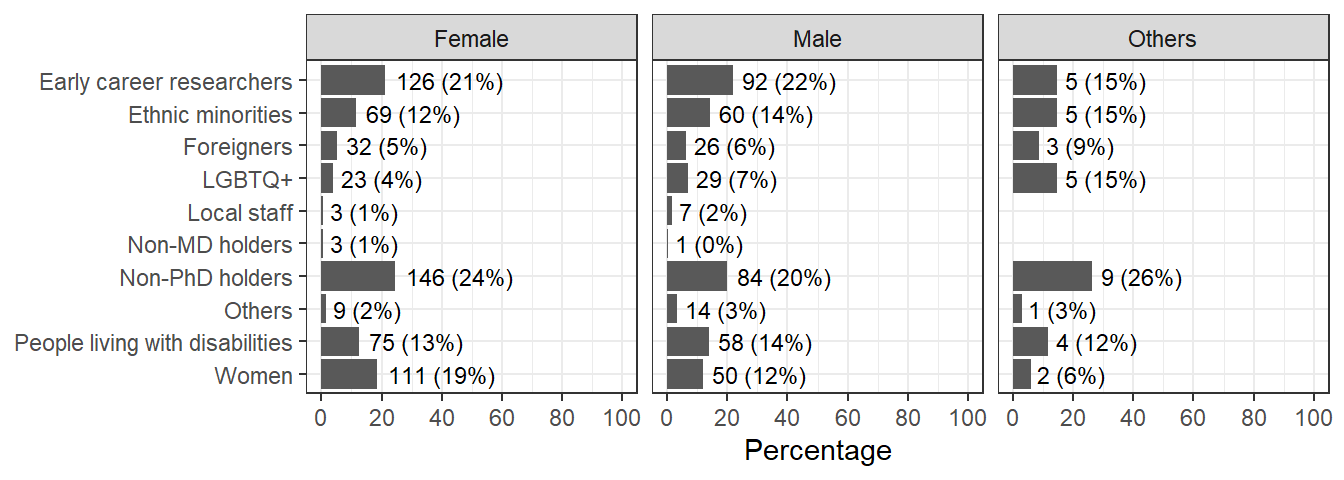 Female Male Others
Early career researchers 126 (21%) 92 (22%) 5 (15%)
Ethnic minorities 69 (12%) 60 (14%) 5 (15%)
Foreigners 32 (5%) 26 (6%) 3 (9%)
LGBTQ+ 23 (4%) 29 (7%) 5 (15%)
Local staff 3 (1%) 7 (2%)
Non-MD holders 3 (1%) 1 (0%)
Non-PhD holders 146 (24%) 84 (20%) 9 (26%)
Others 9 (2%) 14 (3%) 1 (3%)
People living with disabilities 75 (13%) 58 (14%) 4 (12%)
Women 111 (19%) 50 (12%) 2 (6%)
0 20 40 60 80 100 0 20 40 60 80 100 0 20 40 60 80 100
Percentage